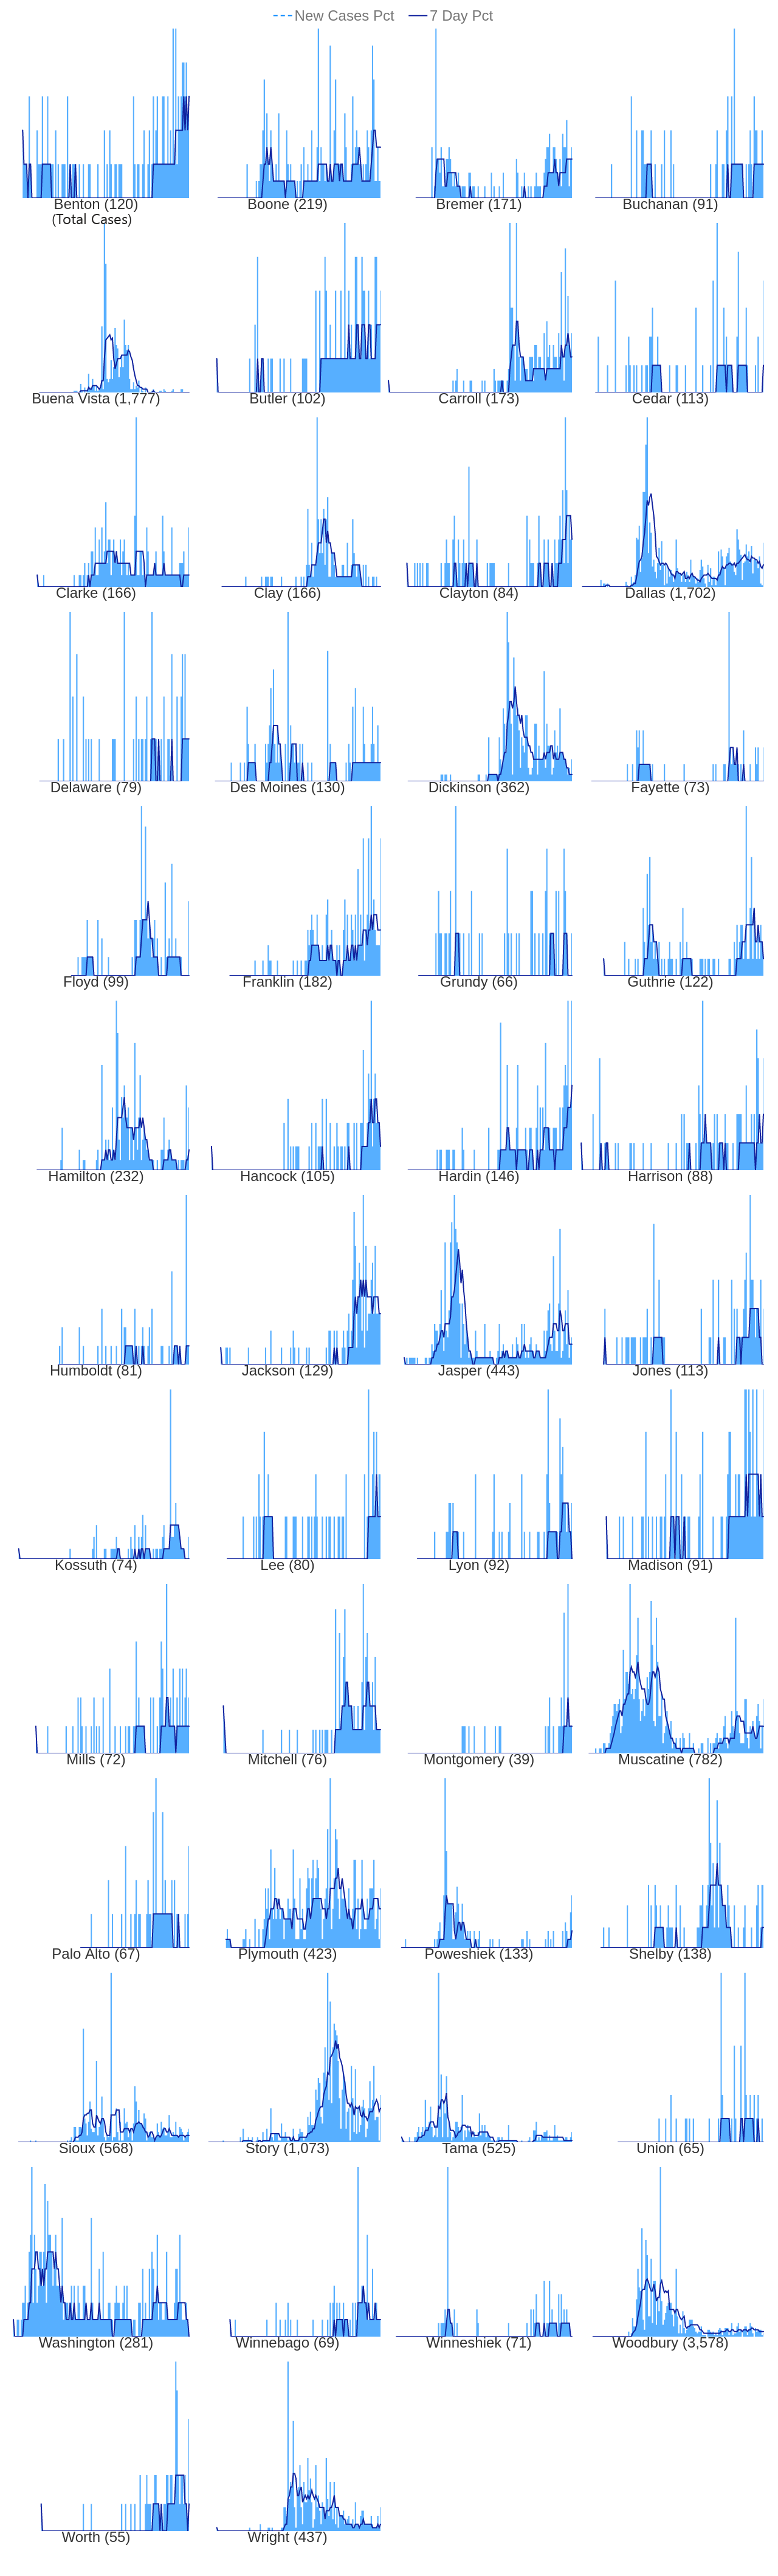 New Cases Pct 7 Day Pct
Benton (120) Boone (219) Bremer (171) Buchanan (91)
(Total Cases)
Buena Vista (1,777) Butler (102) Carroll (173) Cedar (113)
Clarke (166) Clay (166) Clayton (84) Dallas (1,702)
Delaware (79) Des Moines (130) Dickinson (362) Fayette (73)
Floyd (99) Franklin (182) Grundy (66) Guthrie (122)
Hamilton (232) Hancock (105) Hardin (146) Harrison (88)
Humboldt (81) Jackson (129) Jasper (443) Jones (113)
Kossuth (74) Lee (80) Lyon (92) Madison (91)
Mills (72) Mitchell (76) Montgomery (39) Muscatine (782)
Palo Alto (67) Plymouth (423) Poweshiek (133) Shelby (138)
Sioux (568) Story (1,073) Tama (525) Union (65)
Washington (281) Winnebago (69) Winneshiek (71) Woodbury (3,578)
Worth (55) Wright (437)